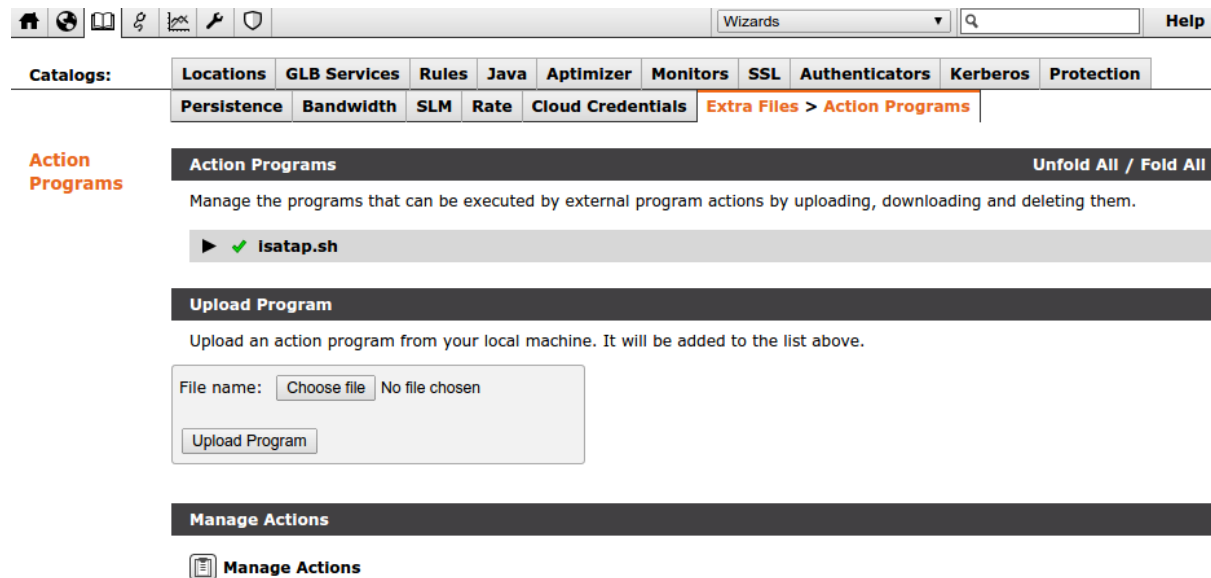 Wizards Help
Catalogs: Locations GLB Services Rules Java Aptimizer Monitors SSL Authenticators Kerberos Protection
Persistence Bandwidth SLM Rate Cloud Credentials Extra Files > Action Programs
Action
Programs
Action Programs Unfold All / Fold All
Manage the programs that can be executed by external program actions by uploading, downloading and deleting them.
isatap.sh
Upload Program
Upload an action program from your local machine. It will be added to the list above.
File name: Choose file No file chosen
Upload Program
Manage Actions
Manage Actions